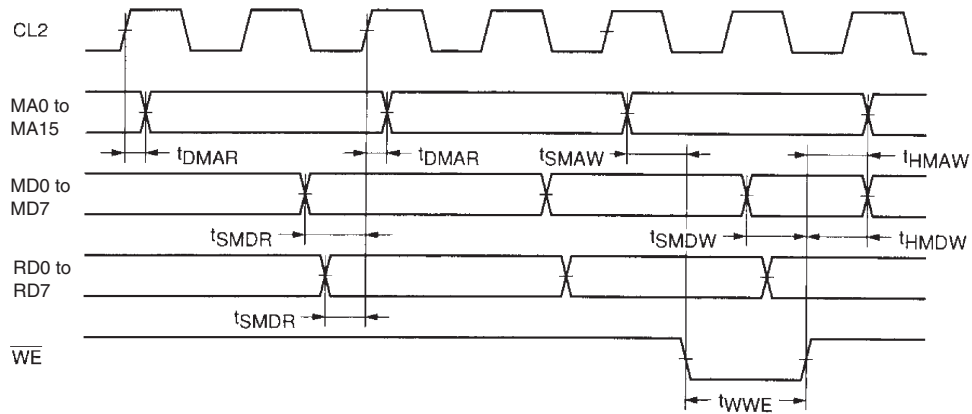 CL2
MA0 to
MA15
tDMAR tDMAR tSMAW tHMAW
MD0 to
MD7
tSMDR tSMDW tHMDW
RD0 to
RD7
tSMDR
WE
tWWE